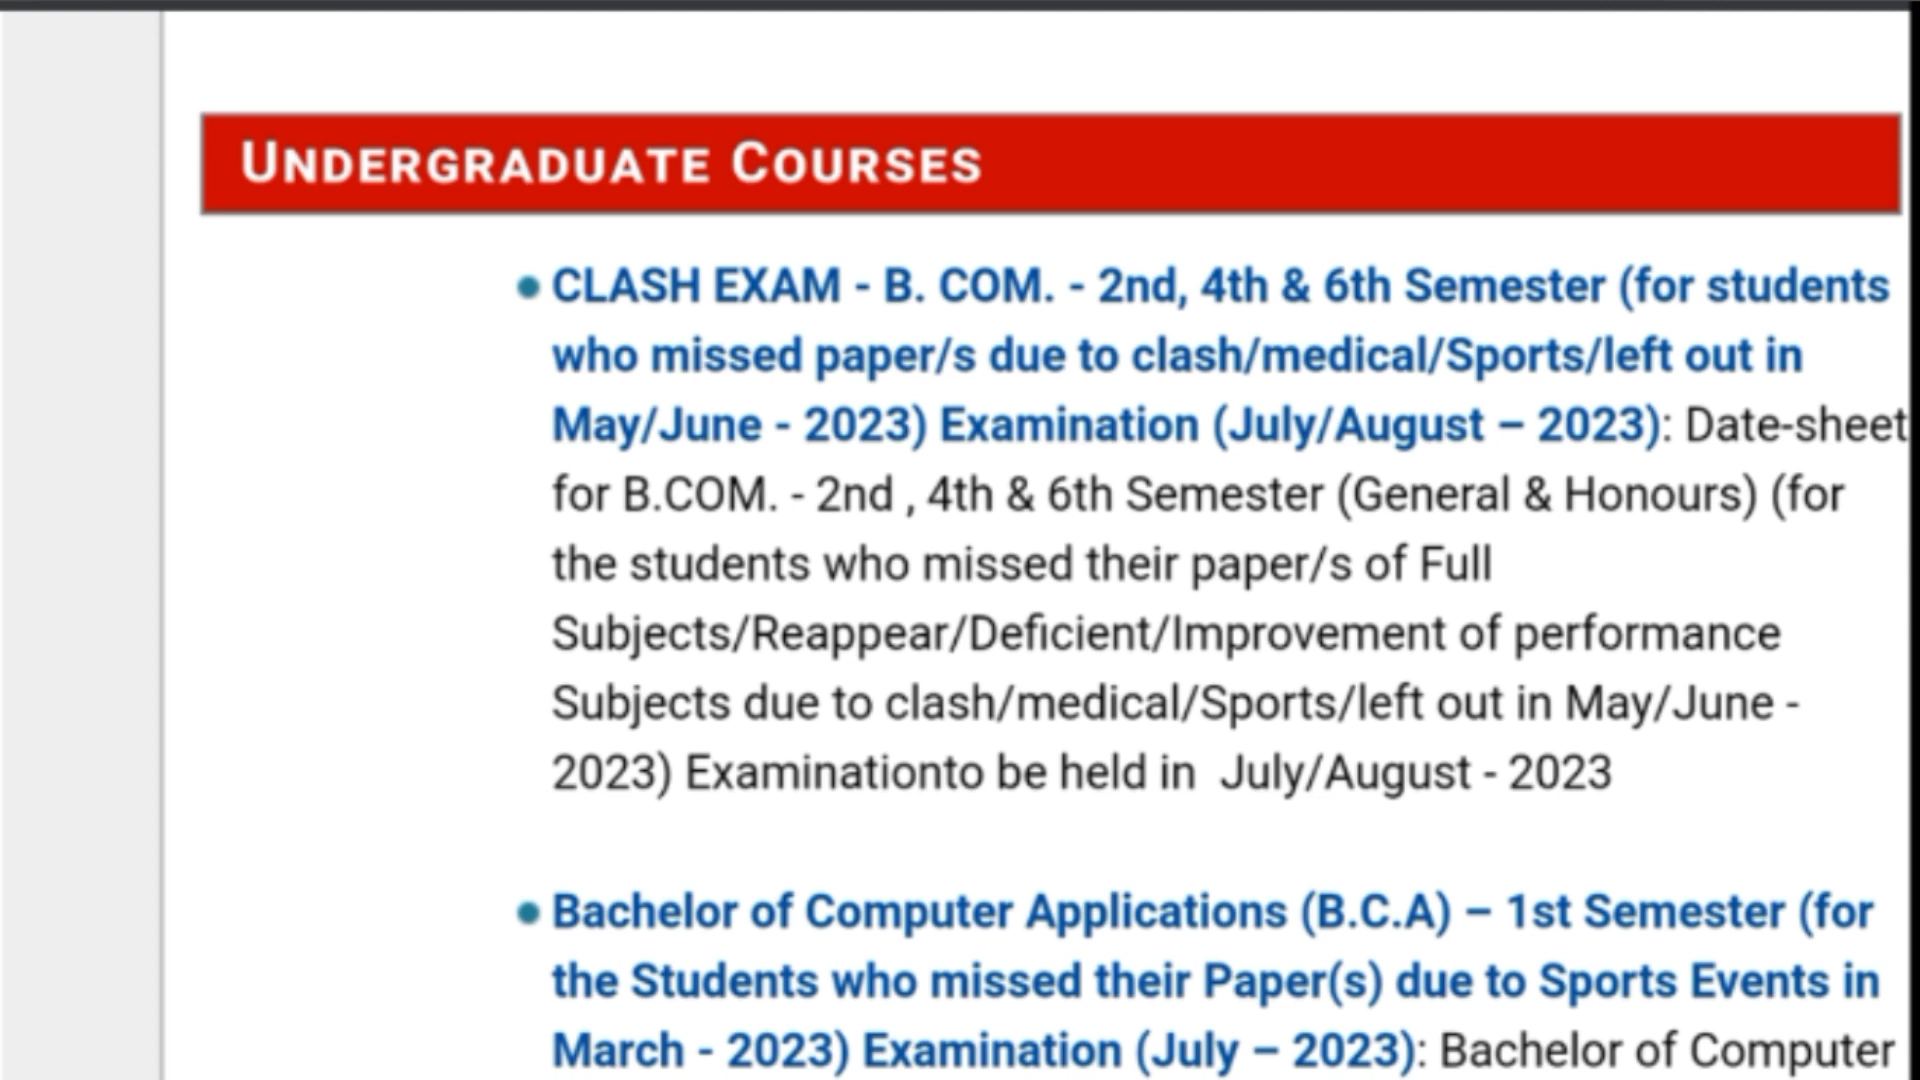 UNDERGRADUATE COURSES
CLASH EXAM - B. COM. - 2nd, 4th & 6th Semester (for students
who missed paper/s due to clash/medical/Sports/left out in
May/June - 2023) Examination (July/August – 2023): Date-sheet
for B.COM. - 2nd , 4th & 6th Semester (General & Honours) (for
the students who missed their paper/s of Full
Subjects/Reappear/Deficient/Improvement of performance
Subjects due to clash/medical/Sports/left out in May/June -
2023) Examinationto be held in  July/August - 2023
Bachelor of Computer Applications (B.C.A) – 1st Semester (for
the Students who missed their Paper(s) due to Sports Events in
March - 2023) Examination (July – 2023): Bachelor of Computer